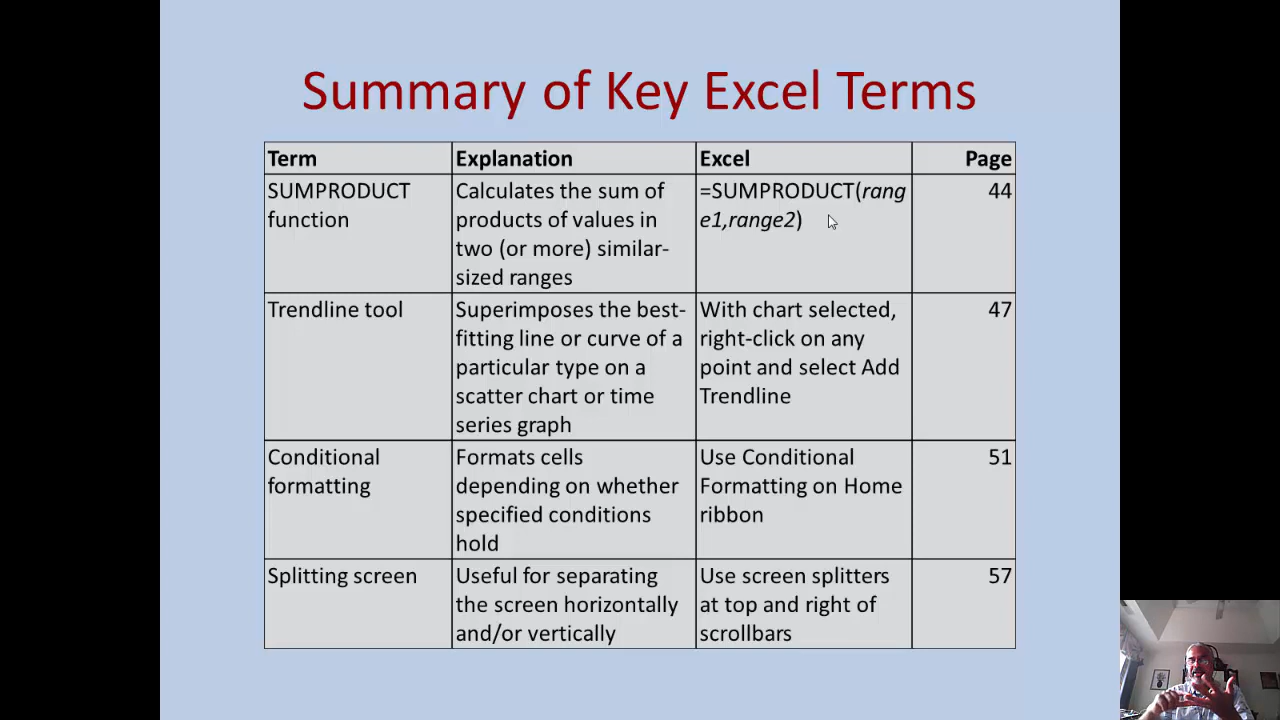 Summary of Key Excel Terms
Term Explanation Excel Page
SUMPRODUCT Calculates the sum of =SUMPRODUCT(rang 44
function products of values in e1,range2)
two (or more) similar-
sized ranges
Trendline tool Superimposes the best- With chart selected, 47
fitting line or curve of a right-click on any
particular type on a point and select Add
scatter chart or time Trendline
series graph
Conditional Formats cells Use Conditional 51
formatting depending on whether Formatting on Home
specified conditions ribbon
hold
Splitting screen Useful for separating Use screen splitters 57
the screen horizontally at top and right of
and/or vertically scrollbars